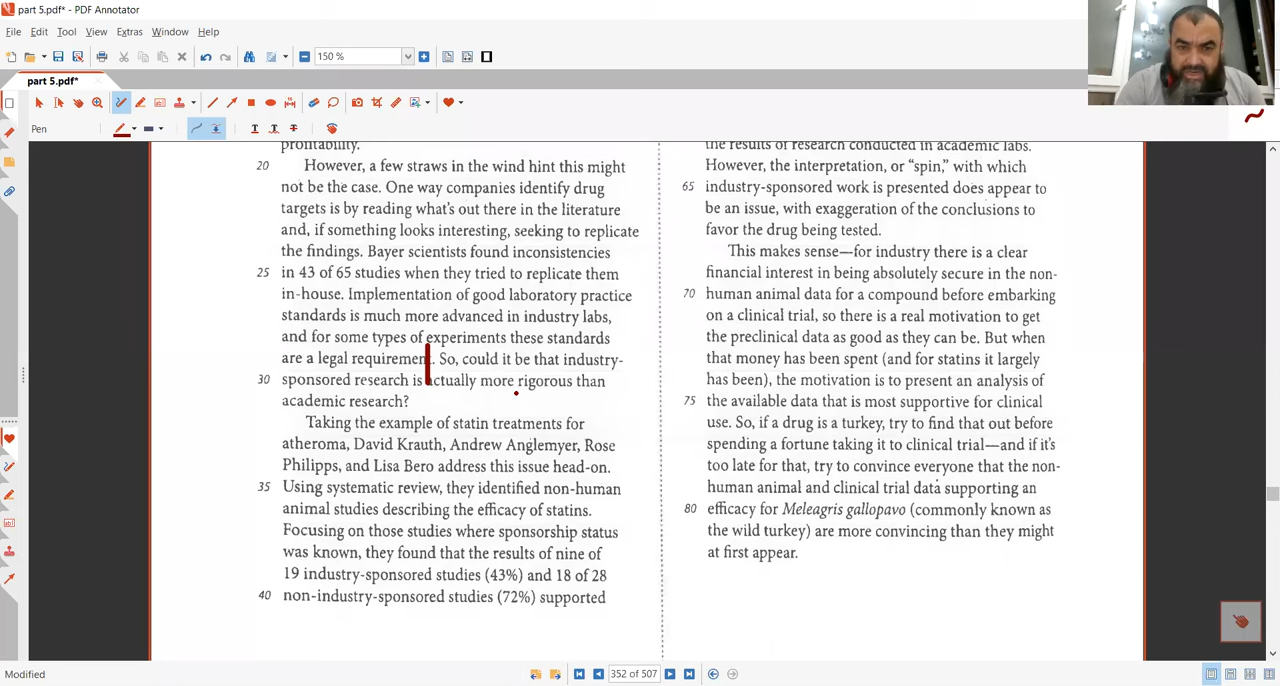 part 5.pdf* - PDF Annotator
File Edit Tool View Extras Window Help
150 %
part 5.pdf*
Pen
profitability.
20 However, a few straws in the wind hint this might
not be the case. One way companies identify drug
targets is by reading what's out there in the literature
and, if something looks interesting, seeking to replicate
the findings. Bayer scientists found inconsistencies
25 in 43 of 65 studies when they tried to replicate them
in-house. Implementation of good laboratory practice
standards is much more advanced in industry labs,
and for some types of experiments these standards
are a legal requirement. So, could it be that industry-
30 sponsored research is actually more rigorous than
academic research?
Taking the example of statin treatments for
atheroma, David Krauth, Andrew Anglemyer, Rose
Philipps, and Lisa Bero address this issue head-on.
35 Using systematic review, they identified non-human
animal studies describing the efficacy of statins.
Focusing on those studies where sponsorship status
was known, they found that the results of nine of
19 industry-sponsored studies (43%) and 18 of 28
40 non-industry-sponsored studies (72%) supported
the results of research conducted in academic labs.
However, the interpretation, or "spin," with which
65 industry-sponsored work is presented does appear to
be an issue, with exaggeration of the conclusions to
favor the drug being tested.
This makes sense—for industry there is a clear
financial interest in being absolutely secure in the non-
70 human animal data for a compound before embarking
on a clinical trial, so there is a real motivation to get
the preclinical data as good as they can be. But when
that money has been spent (and for statins it largely
has been), the motivation is to present an analysis of
75 the available data that is most supportive for clinical
use. So, if a drug is a turkey, try to find that out before
spending a fortune taking it to clinical trial—and if it's
too late for that, try to convince everyone that the non-
human animal and clinical trial data supporting an
80 efficacy for Meleagris gallopavo (commonly known as
the wild turkey) are more convincing than they might
at first appear.
Modified
352 of 507